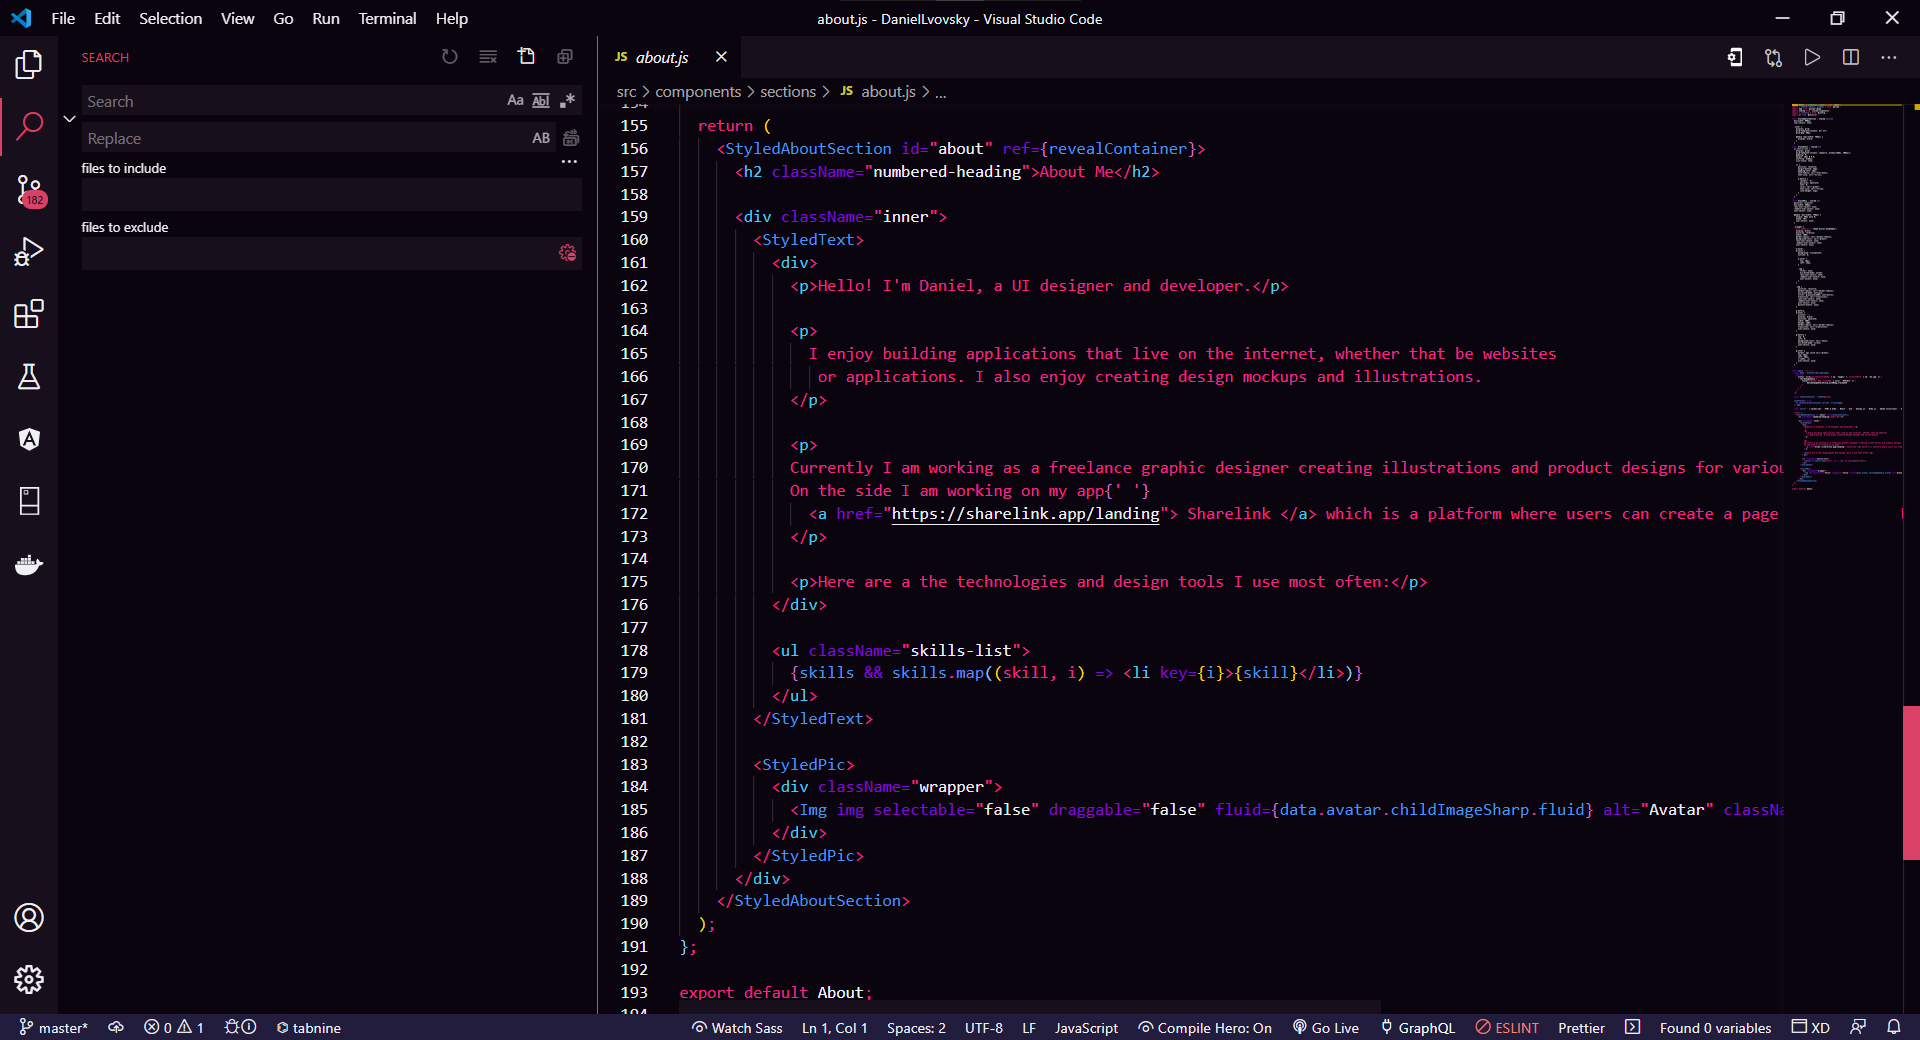 File Edit Selection View Go Run Terminal Help
about.js - DanielLvovsky - Visual Studio Code
SEARCH
Search
Aa Abl .*
Replace
AB
files to include
files to exclude
182
JS about.js
src > components > sections > JS about.js > ...
155 return (
156 <StyledAboutSection id="about" ref={revealContainer}>
157 <h2 className="numbered-heading">About Me</h2>
158
159 <div className="inner">
160 <StyledText>
161 <div>
162 <p>Hello! I'm Daniel, a UI designer and developer.</p>
163
164 <p>
165 I enjoy building applications that live on the internet, whether that be websites
166 or applications. I also enjoy creating design mockups and illustrations.
167 </p>
168
169 <p>
170 Currently I am working as a freelance graphic designer creating illustrations and product designs for variou
171 On the side I am working on my app{' '}
172 <a href="https://sharelink.app/landing"> Sharelink </a> which is a platform where users can create a page
173 </p>
174
175 <p>Here are a the technologies and design tools I use most often:</p>
176 </div>
177
178 <ul className="skills-list">
179 {skills && skills.map((skill, i) => <li key={i}>{skill}</li>)}
180 </ul>
181 </StyledText>
182
183 <StyledPic>
184 <div className="wrapper">
185 <Img img selectable="false" draggable="false" fluid={data.avatar.childImageSharp.fluid} alt="Avatar" classNa
186 </div>
187 </StyledPic>
188 </div>
189 </StyledAboutSection>
190 );
191 };
192
193 export default About;
master* 0 1 tabnine Watch Sass Ln 1, Col 1 Spaces: 2 UTF-8 LF JavaScript Compile Hero: On Go Live GraphQL ESLINT Prettier Found 0 variables XD